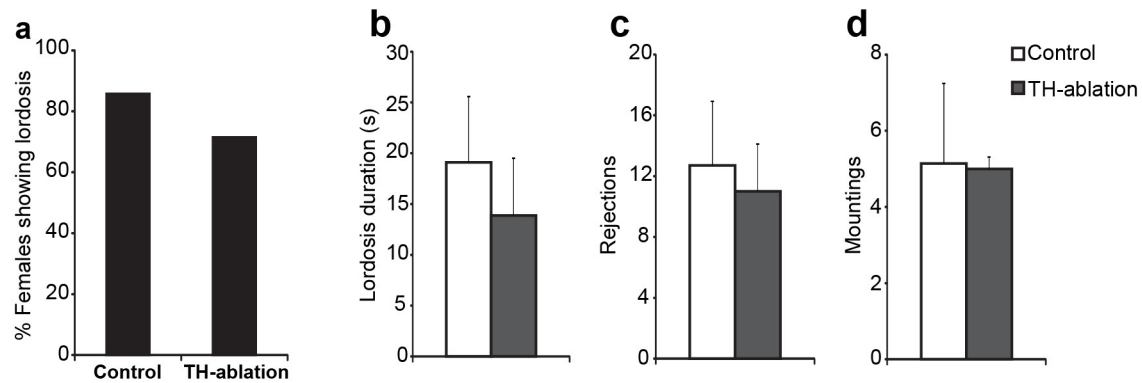 a
% Females showing lordosis
100
80
60
40
20
0
Control
TH-ablation
b
Lordosis duration (s)
30
25
20
15
10
5
0
c
Rejections
20
16
12
8
4
0
d
Mountings
8
6
4
2
0
Control
TH-ablation